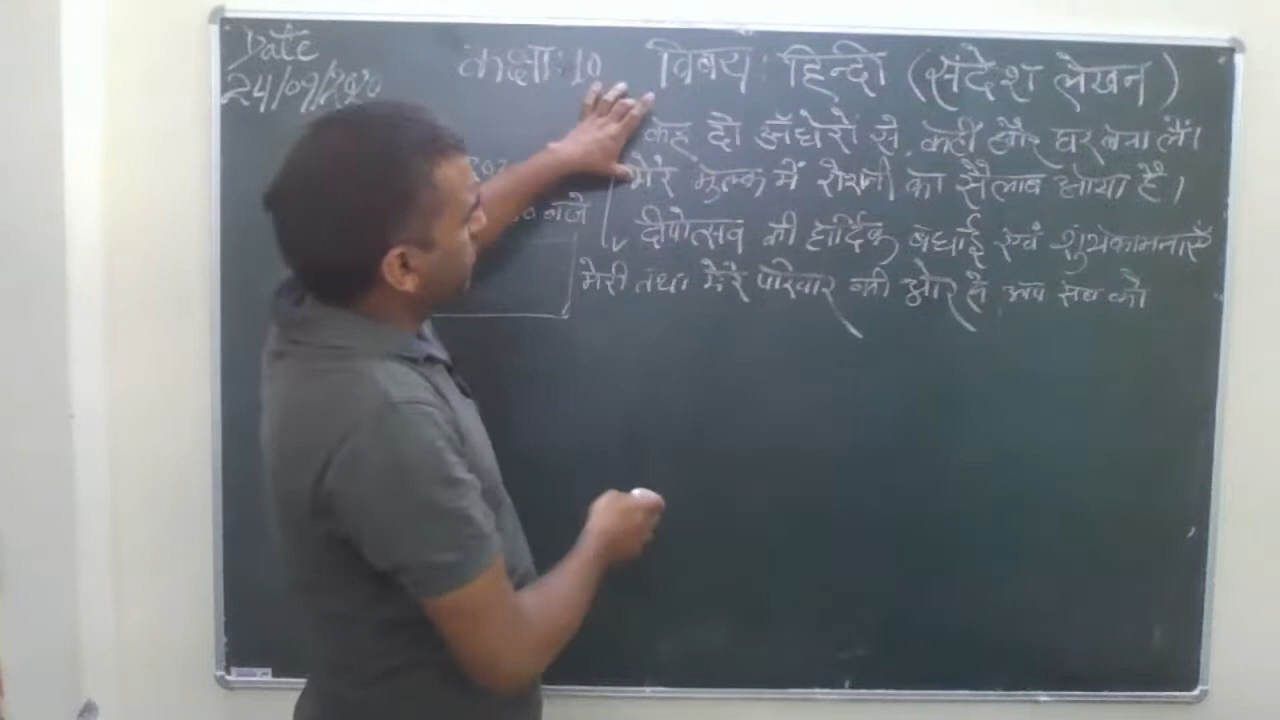 Date
24/09/2020
कक्षा: 10 विषय: हिन्दी (संदेश लेखन)
कह दो अँधेरों से, कहीं और घर बना लें।
मेरे मुल्क में रोशनी का सैलाब आया है।
बजे
दीपोत्सव की हार्दिक बधाई एवं शुभकामनाएँ
मेरी तथा मेरे परिवार की ओर से आप सब को